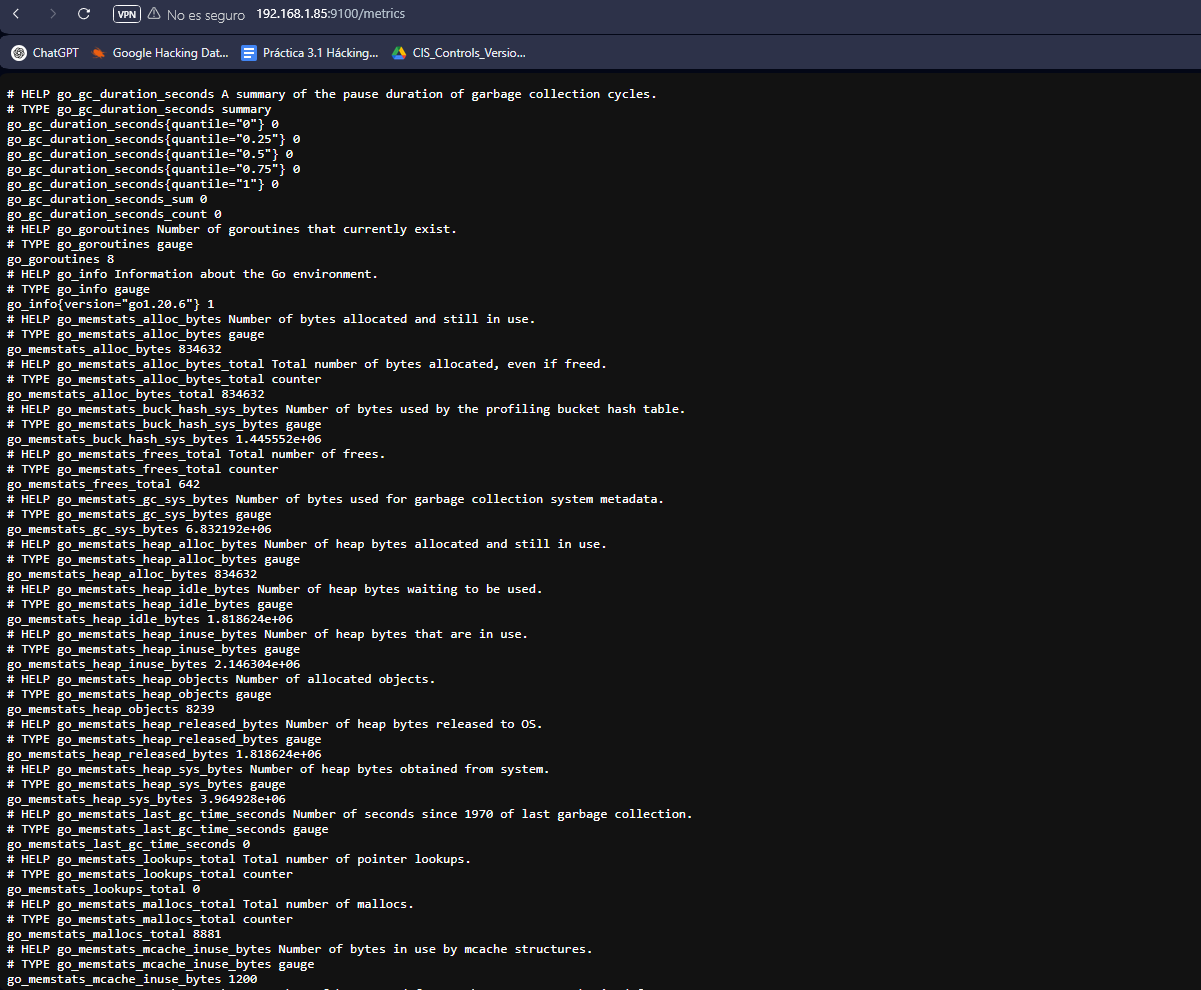 VPN No es seguro 192.168.1.85:9100/metrics
ChatGPT Google Hacking Dat... Práctica 3.1 Hácking... CIS_Controls_Versio...
# HELP go_gc_duration_seconds A summary of the pause duration of garbage collection cycles.
# TYPE go_gc_duration_seconds summary
go_gc_duration_seconds{quantile="0"} 0
go_gc_duration_seconds{quantile="0.25"} 0
go_gc_duration_seconds{quantile="0.5"} 0
go_gc_duration_seconds{quantile="0.75"} 0
go_gc_duration_seconds{quantile="1"} 0
go_gc_duration_seconds_sum 0
go_gc_duration_seconds_count 0
# HELP go_goroutines Number of goroutines that currently exist.
# TYPE go_goroutines gauge
go_goroutines 8
# HELP go_info Information about the Go environment.
# TYPE go_info gauge
go_info{version="go1.20.6"} 1
# HELP go_memstats_alloc_bytes Number of bytes allocated and still in use.
# TYPE go_memstats_alloc_bytes gauge
go_memstats_alloc_bytes 834632
# HELP go_memstats_alloc_bytes_total Total number of bytes allocated, even if freed.
# TYPE go_memstats_alloc_bytes_total counter
go_memstats_alloc_bytes_total 834632
# HELP go_memstats_buck_hash_sys_bytes Number of bytes used by the profiling bucket hash table.
# TYPE go_memstats_buck_hash_sys_bytes gauge
go_memstats_buck_hash_sys_bytes 1.445552e+06
# HELP go_memstats_frees_total Total number of frees.
# TYPE go_memstats_frees_total counter
go_memstats_frees_total 642
# HELP go_memstats_gc_sys_bytes Number of bytes used for garbage collection system metadata.
# TYPE go_memstats_gc_sys_bytes gauge
go_memstats_gc_sys_bytes 6.832192e+06
# HELP go_memstats_heap_alloc_bytes Number of heap bytes allocated and still in use.
# TYPE go_memstats_heap_alloc_bytes gauge
go_memstats_heap_alloc_bytes 834632
# HELP go_memstats_heap_idle_bytes Number of heap bytes waiting to be used.
# TYPE go_memstats_heap_idle_bytes gauge
go_memstats_heap_idle_bytes 1.818624e+06
# HELP go_memstats_heap_inuse_bytes Number of heap bytes that are in use.
# TYPE go_memstats_heap_inuse_bytes gauge
go_memstats_heap_inuse_bytes 2.146304e+06
# HELP go_memstats_heap_objects Number of allocated objects.
# TYPE go_memstats_heap_objects gauge
go_memstats_heap_objects 8239
# HELP go_memstats_heap_released_bytes Number of heap bytes released to OS.
# TYPE go_memstats_heap_released_bytes gauge
go_memstats_heap_released_bytes 1.818624e+06
# HELP go_memstats_heap_sys_bytes Number of heap bytes obtained from system.
# TYPE go_memstats_heap_sys_bytes gauge
go_memstats_heap_sys_bytes 3.964928e+06
# HELP go_memstats_last_gc_time_seconds Number of seconds since 1970 of last garbage collection.
# TYPE go_memstats_last_gc_time_seconds gauge
go_memstats_last_gc_time_seconds 0
# HELP go_memstats_lookups_total Total number of pointer lookups.
# TYPE go_memstats_lookups_total counter
go_memstats_lookups_total 0
# HELP go_memstats_mallocs_total Total number of mallocs.
# TYPE go_memstats_mallocs_total counter
go_memstats_mallocs_total 8881
# HELP go_memstats_mcache_inuse_bytes Number of bytes in use by mcache structures.
# TYPE go_memstats_mcache_inuse_bytes gauge
go_memstats_mcache_inuse_bytes 1200